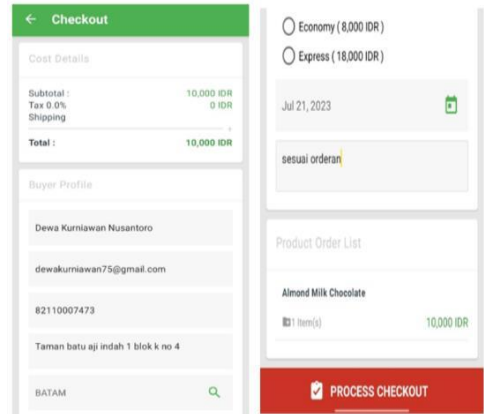 Checkout
Cost Details
Subtotal : 10,000 IDR
Tax 0.0% 0 IDR
Shipping
Total : 10,000 IDR
Buyer Profile
Dewa Kurniawan Nusantoro
dewakurniawan75@gmail.com
82110007473
Taman batu aji indah 1 blok k no 4
BATAM
Economy ( 8,000 IDR )
Express ( 18,000 IDR )
Jul 21, 2023
sesuai orderan
Product Order List
Almond Milk Chocolate
1 Item(s) 10,000 IDR
PROCESS CHECKOUT